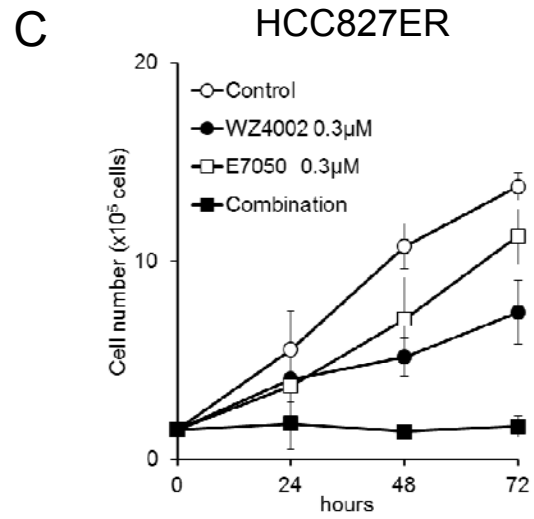 C
HCC827ER
20
Control
WZ4002 0.3μM
E7050 0.3μM
Combination
10
0
Cell number (x10⁵ cells)
0 24 48 72
hours